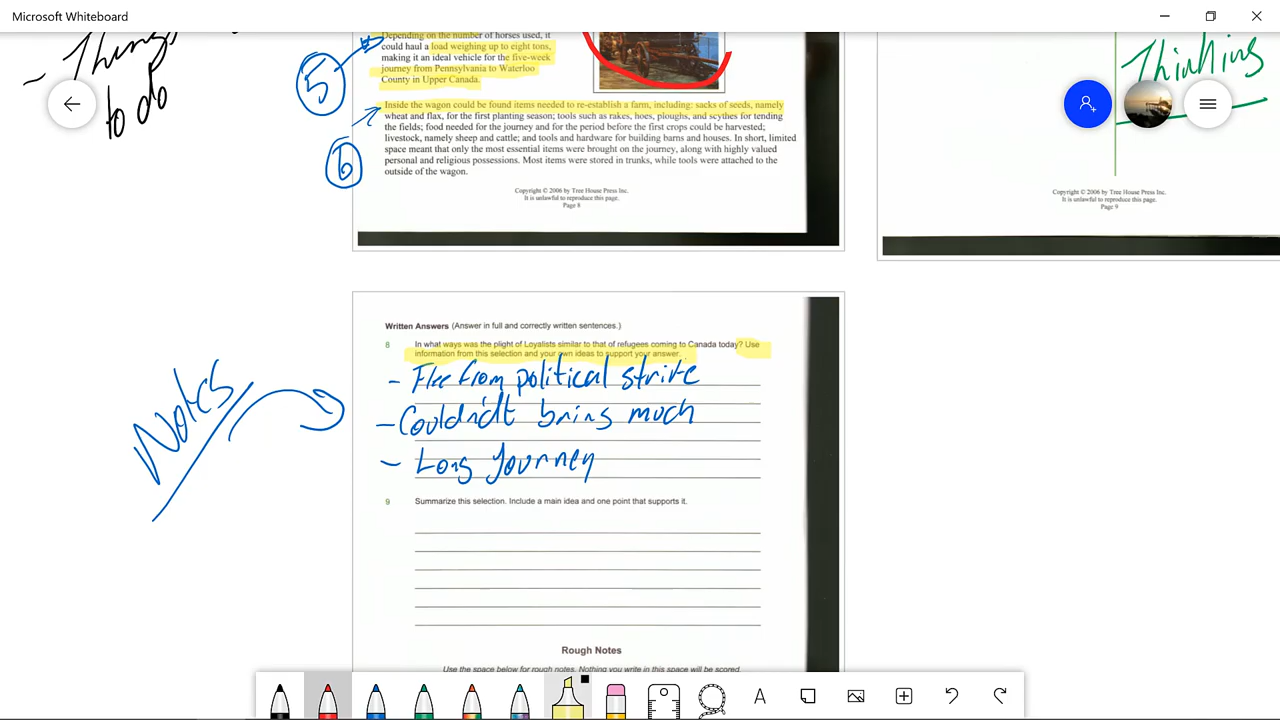 Microsoft Whiteboard
- Things
to do
Depending on the number of horses used, it
could haul a load weighing up to eight tons,
making it an ideal vehicle for the five-week
journey from Pennsylvania to Waterloo
County in Upper Canada.
5
Inside the wagon could be found items needed to re-establish a farm, including: sacks of seeds, namely
wheat and flax, for the first planting season; tools such as rakes, hoes, ploughs, and scythes for tending
the fields; food needed for the journey and for the period before the first crops could be harvested;
livestock, namely sheep and cattle; and tools and hardware for building barns and houses. In short, limited
space meant that only the most essential items were brought on the journey, along with highly valued
personal and religious possessions. Most items were stored in trunks, while tools were attached to the
outside of the wagon.
6
Copyright © 2006 by Tree House Press Inc.
It is unlawful to reproduce this page.
Page 8
Thinking
Copyright © 2006 by Tree House Press Inc.
It is unlawful to reproduce this page.
Page 9
Written Answers (Answer in full and correctly written sentences.)
8 In what ways was the plight of Loyalists similar to that of refugees coming to Canada today? Use
information from this selection and your own ideas to support your answer.
- Flee from political strife
- Couldn't bring much
- Long Journey
Notes
9 Summarize this selection. Include a main idea and one point that supports it.
Rough Notes
Use the space below for rough notes. Nothing you write in this space will be scored.
A